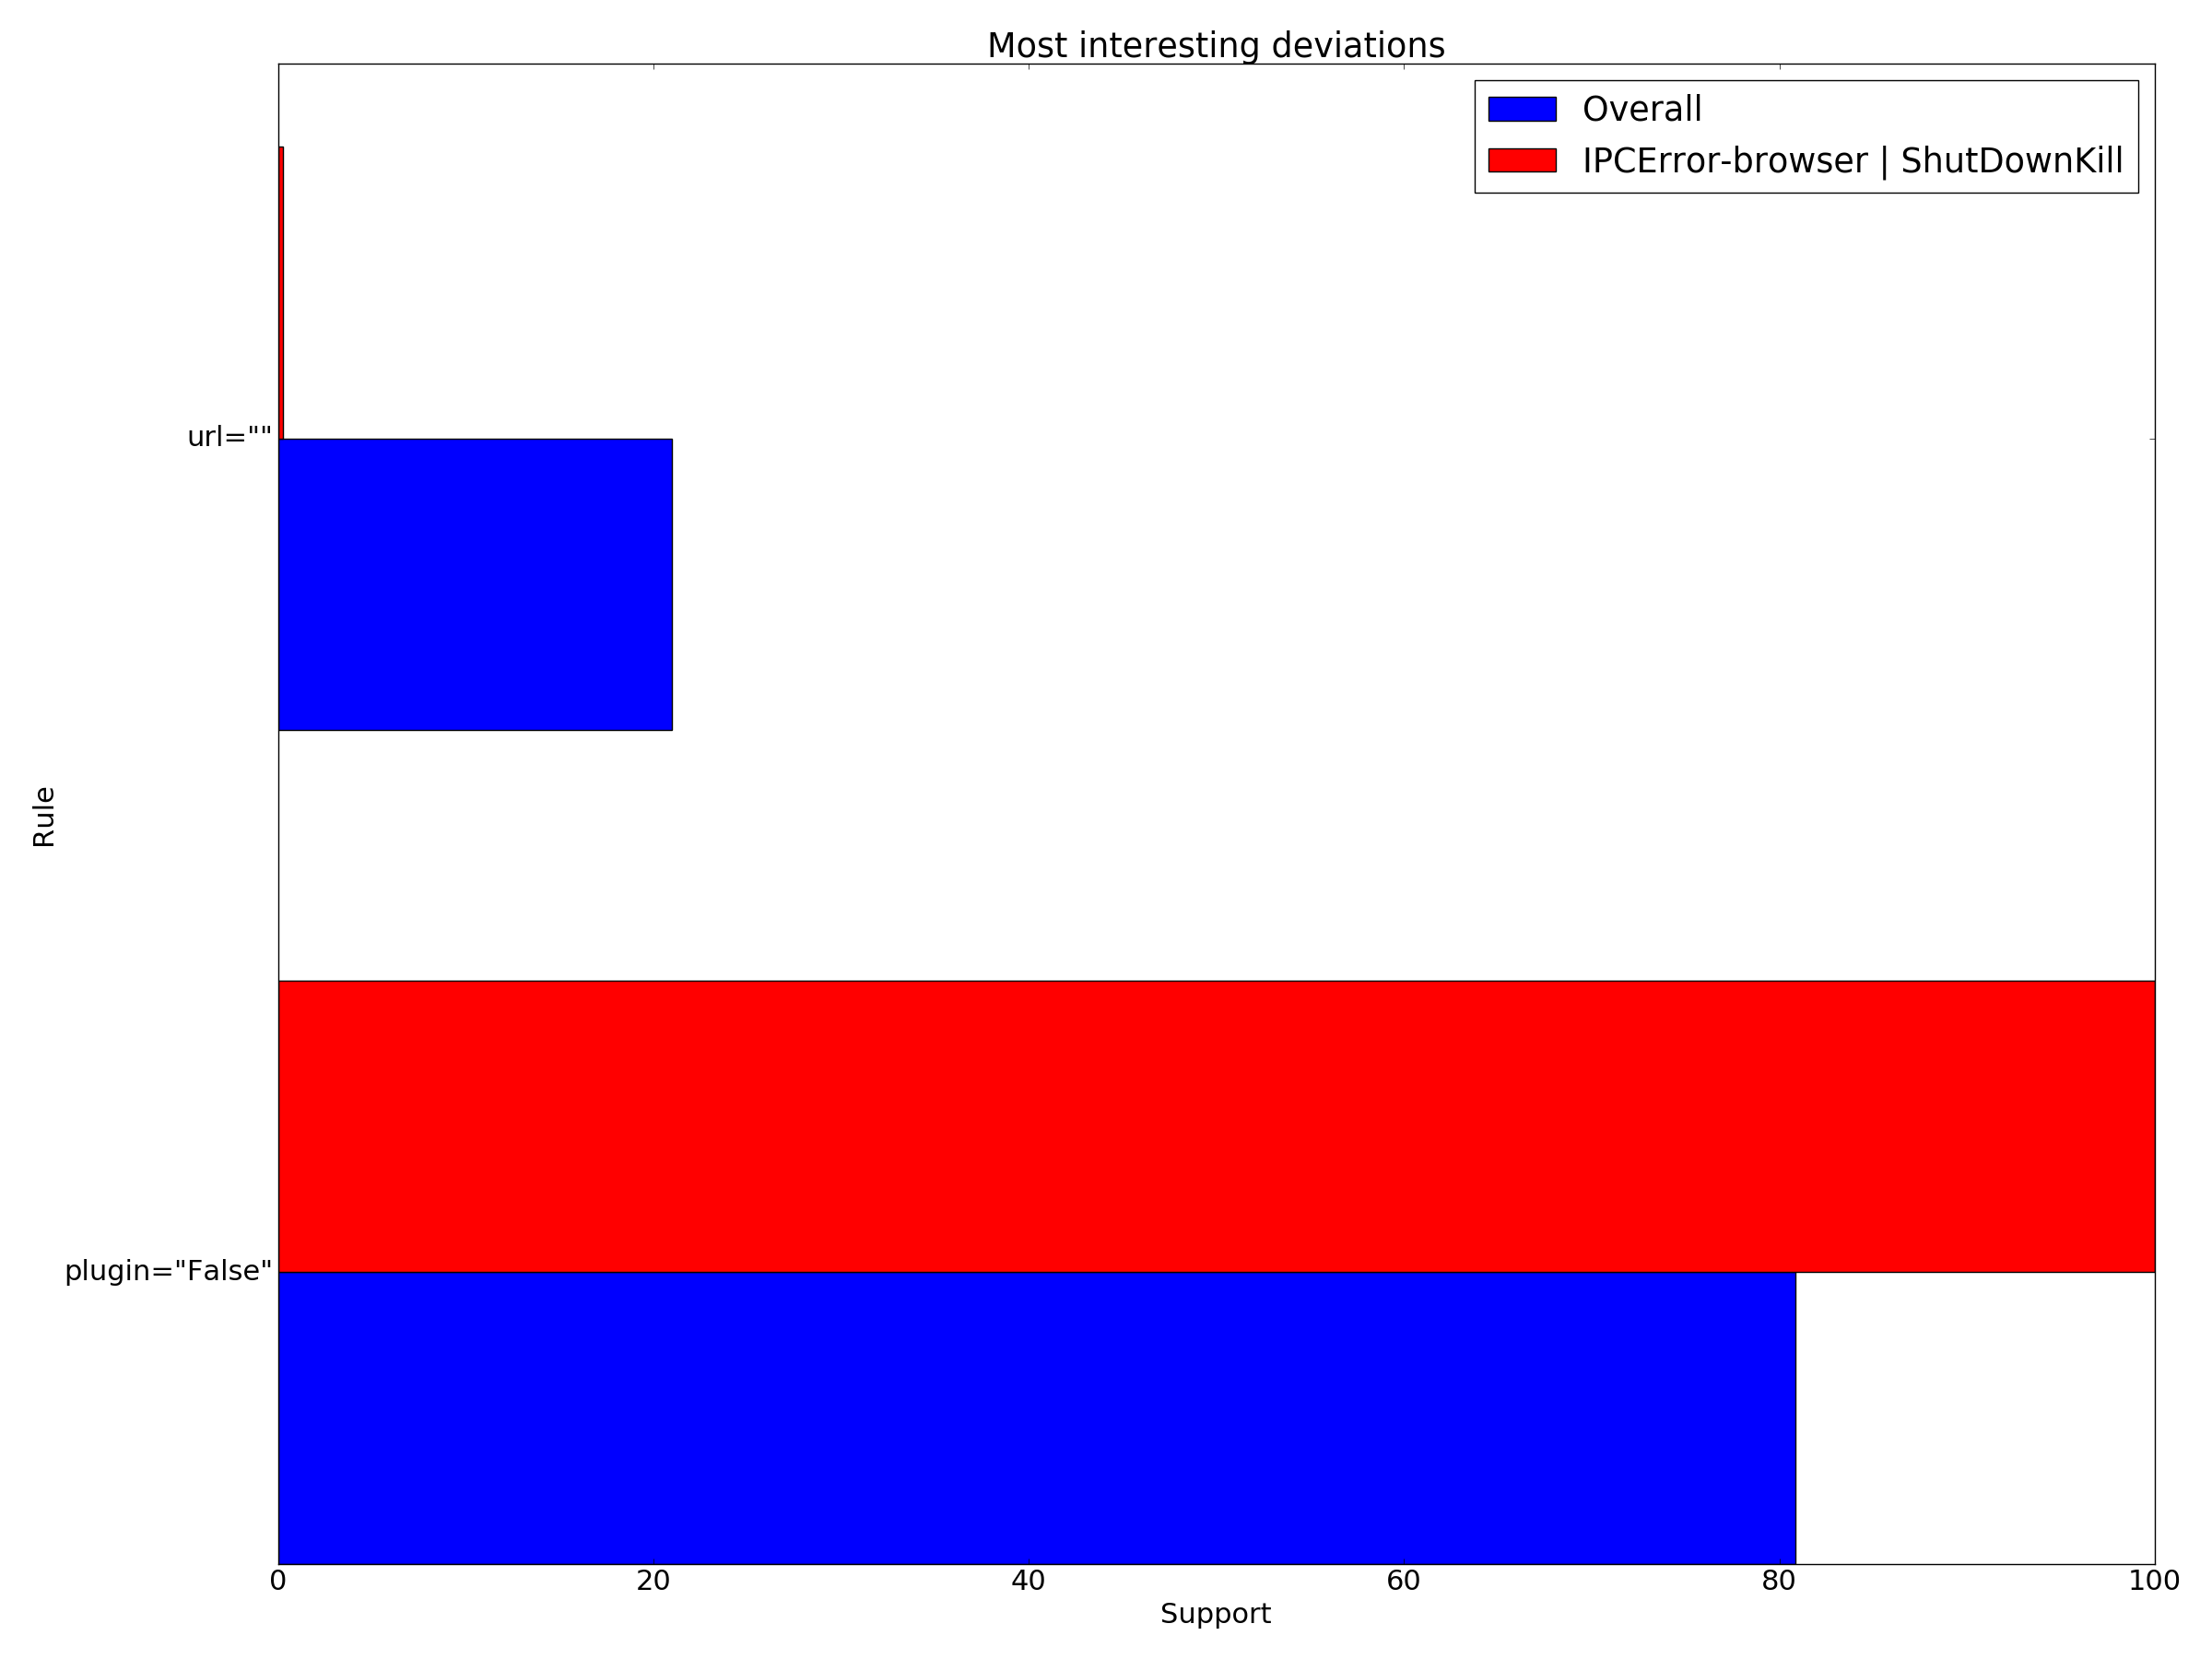 Most interesting deviations
Overall
IPCError-browser | ShutDownKill
url=""
Rule
plugin="False"
0 20 40 60 80 100
Support